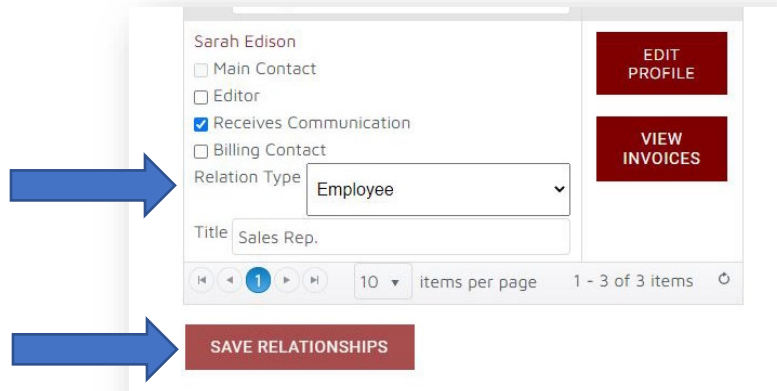 Sarah Edison
Main Contact
Editor
Receives Communication
Billing Contact
Relation Type Employee
Title Sales Rep.
EDIT
PROFILE
VIEW
INVOICES
1 10 items per page 1 - 3 of 3 items
SAVE RELATIONSHIPS